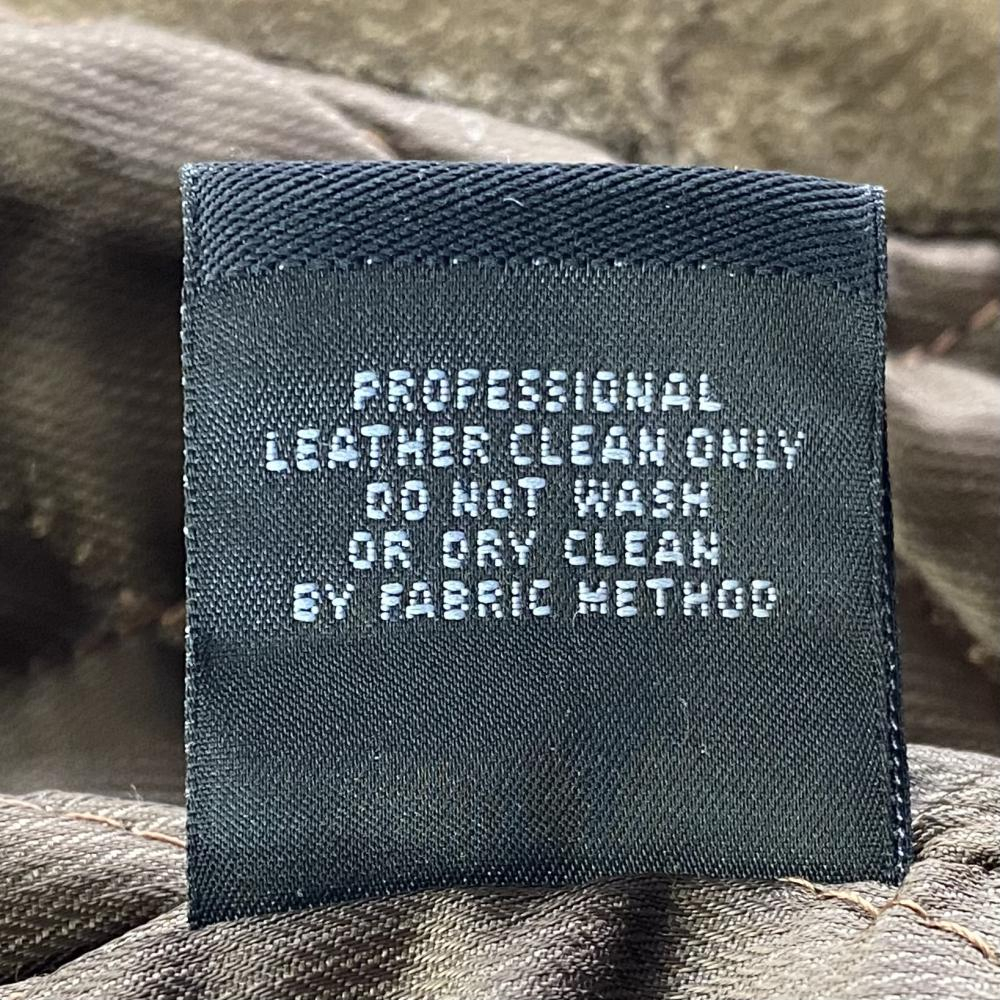 PROFESSIONAL
LEATHER CLEAN ONLY
DO NOT WASH
OR DRY CLEAN
BY FABRIC METHOD